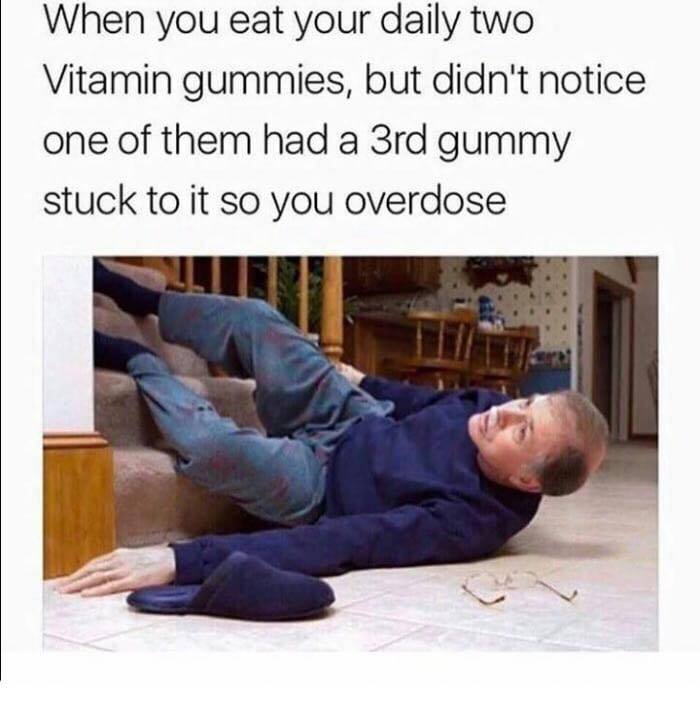 When you eat your daily two
Vitamin gummies, but didn't notice
one of them had a 3rd gummy
stuck to it so you overdose